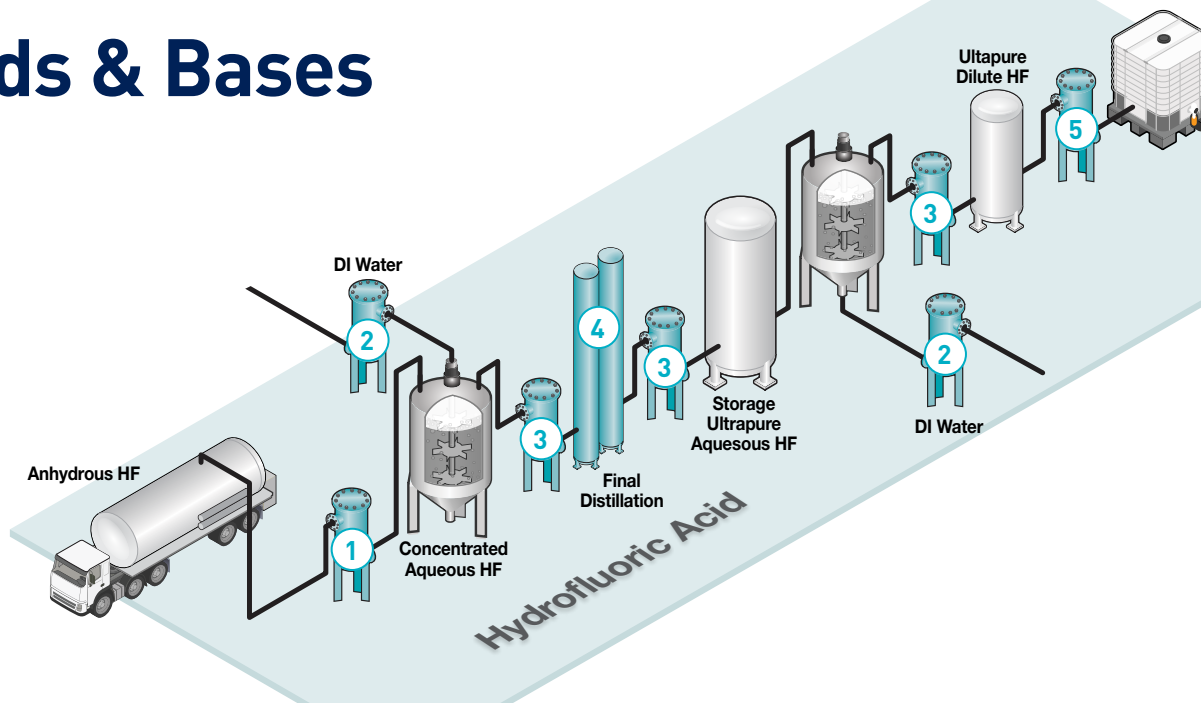 ds & Bases
Ultapure
Dilute HF
5
3
DI Water
2
4
3
2
DI Water
Storage
Ultrapure
Aquesous HF
3
Anhydrous HF
Final
Distillation
1
Concentrated
Aqueous HF
Hydrofluoric Acid